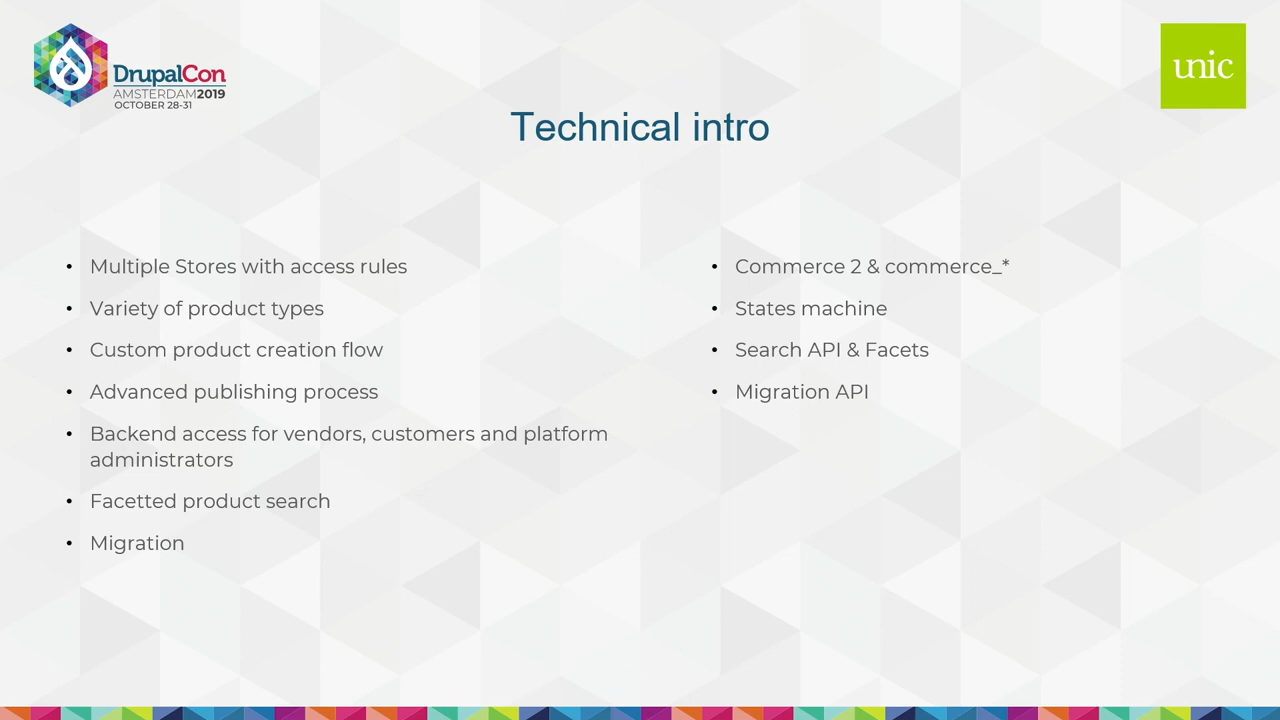 DrupalCon
AMSTERDAM2019
OCTOBER 28-31
unic
Technical intro
• Multiple Stores with access rules
• Variety of product types
• Custom product creation flow
• Advanced publishing process
• Backend access for vendors, customers and platform
administrators
• Facetted product search
• Migration
• Commerce 2 & commerce_*
• States machine
• Search API & Facets
• Migration API